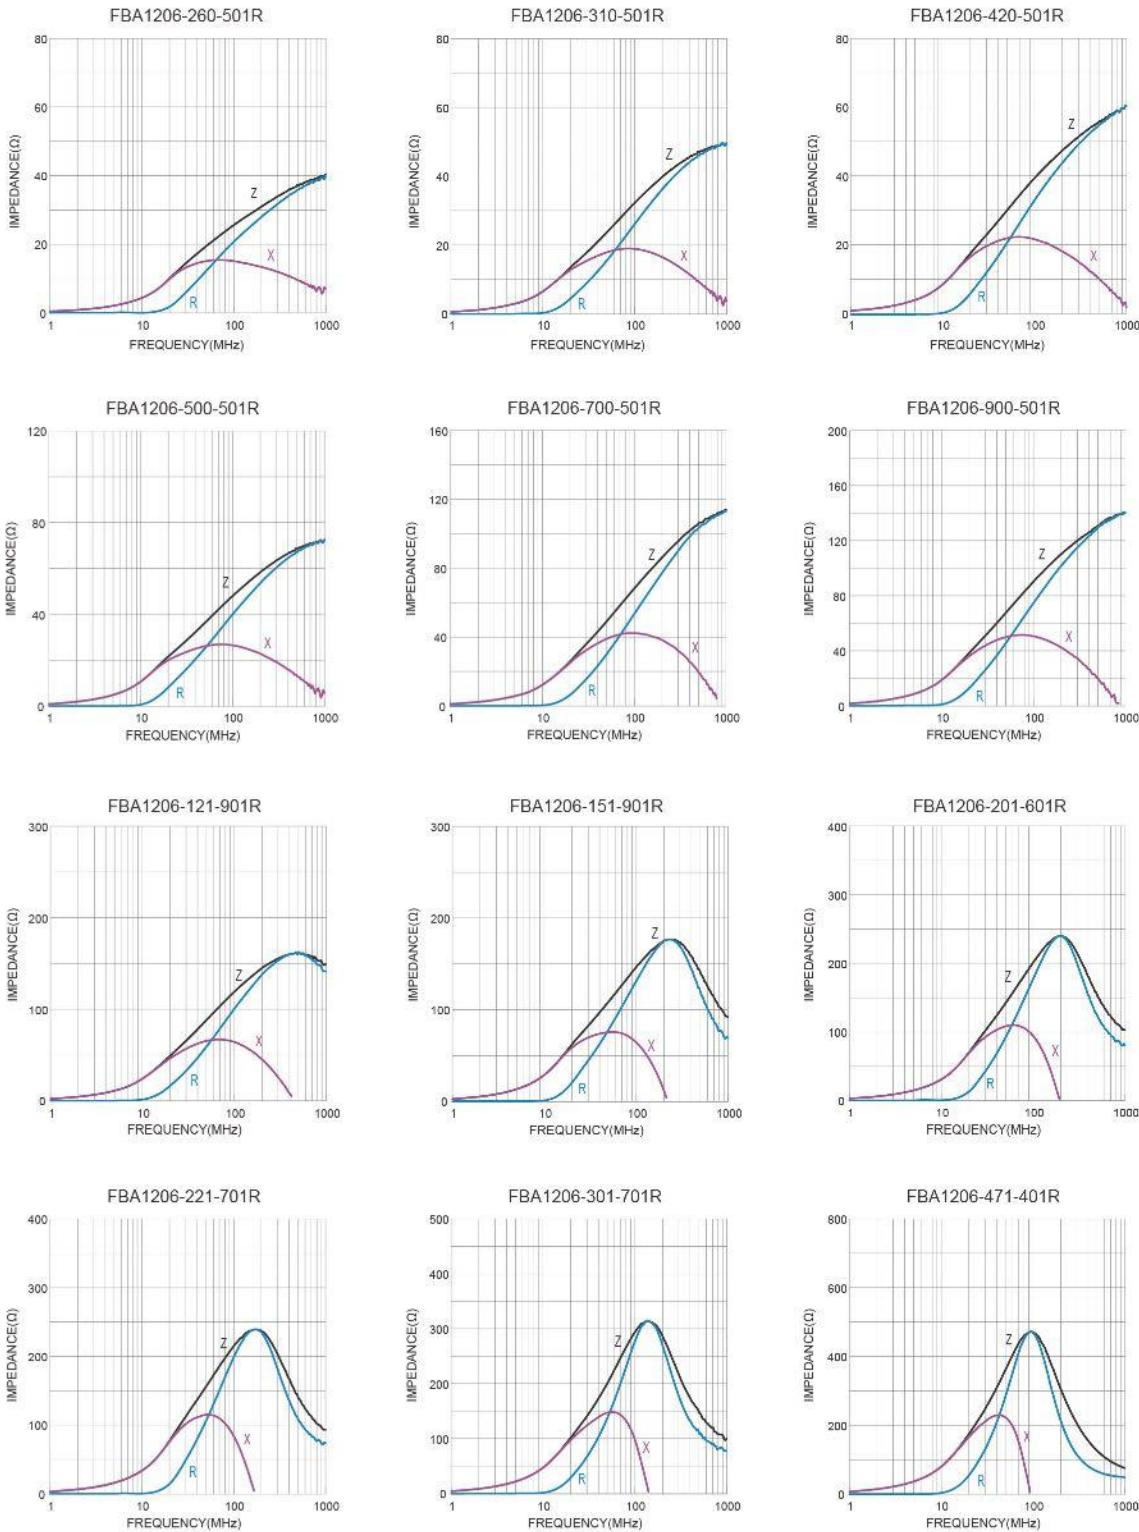 FBA1206-260-501R
80
60
40
20
0
IMPEDANCE(Ω)
Z
X
R
1 10 100 1000
FREQUENCY(MHz)
FBA1206-310-501R
80
60
40
20
0
IMPEDANCE(Ω)
Z
X
R
1 10 100 1000
FREQUENCY(MHz)
FBA1206-420-501R
80
60
40
20
0
IMPEDANCE(Ω)
Z
X
R
1 10 100 1000
FREQUENCY(MHz)
FBA1206-500-501R
120
80
40
0
IMPEDANCE(Ω)
Z
X
R
1 10 100 1000
FREQUENCY(MHz)
FBA1206-700-501R
160
120
80
40
0
IMPEDANCE(Ω)
Z
X
R
1 10 100 1000
FREQUENCY(MHz)
FBA1206-900-501R
200
160
120
80
40
0
IMPEDANCE(Ω)
Z
X
R
1 10 100 1000
FREQUENCY(MHz)
FBA1206-121-901R
300
200
100
0
IMPEDANCE(Ω)
Z
X
R
1 10 100 1000
FREQUENCY(MHz)
FBA1206-151-901R
300
200
100
0
IMPEDANCE(Ω)
Z
X
R
1 10 100 1000
FREQUENCY(MHz)
FBA1206-201-601R
400
300
200
100
0
IMPEDANCE(Ω)
Z
X
R
1 10 100 1000
FREQUENCY(MHz)
FBA1206-221-701R
400
300
200
100
0
IMPEDANCE(Ω)
Z
X
R
1 10 100 1000
FREQUENCY(MHz)
FBA1206-301-701R
500
400
300
200
100
0
IMPEDANCE(Ω)
Z
X
R
1 10 100 1000
FREQUENCY(MHz)
FBA1206-471-401R
800
600
400
200
0
IMPEDANCE(Ω)
Z
X
R
1 10 100 1000
FREQUENCY(MHz)